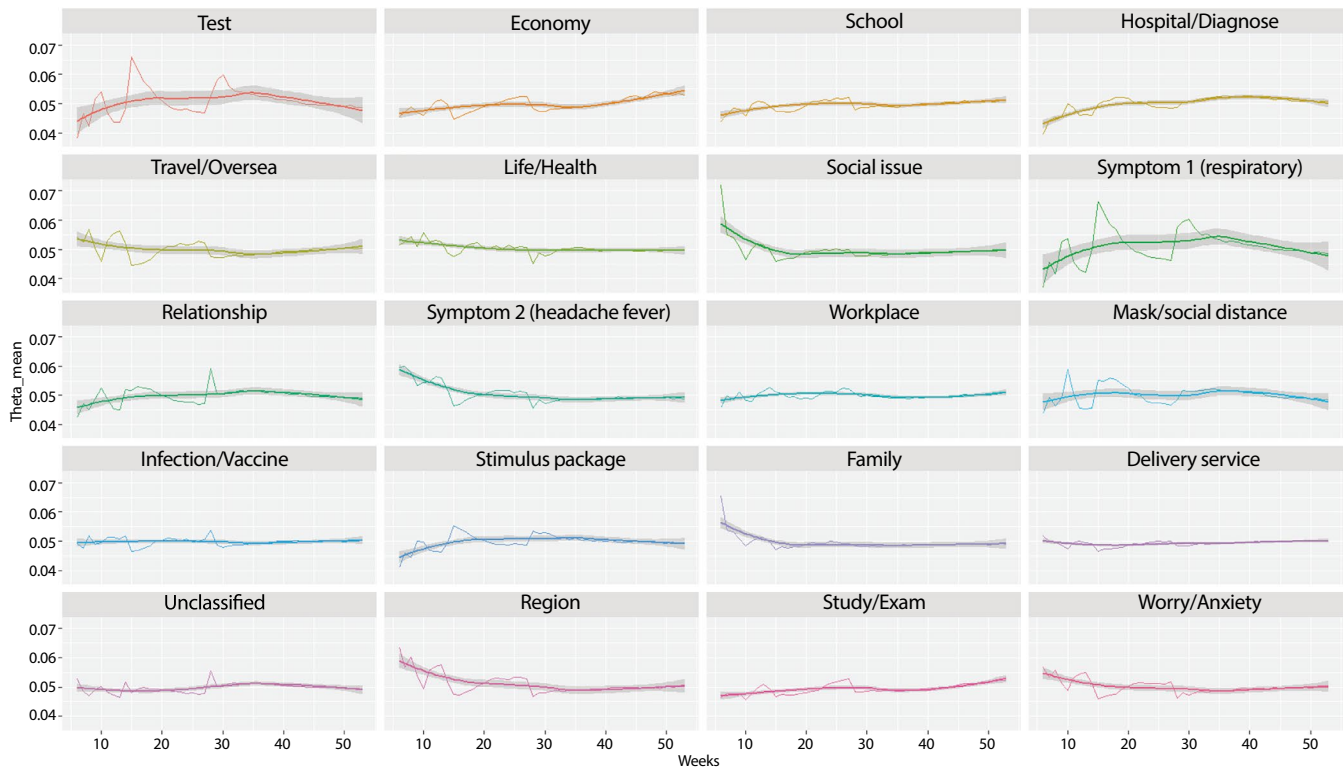 Test Economy School Hospital/Diagnose
0.07
0.06
0.05
0.04
Travel/Oversea Life/Health Social issue Symptom 1 (respiratory)
0.07
0.06
0.05
0.04
Relationship Symptom 2 (headache fever) Workplace Mask/social distance
0.07
0.06
0.05
0.04
Theta_mean
Infection/Vaccine Stimulus package Family Delivery service
0.07
0.06
0.05
0.04
Unclassified Region Study/Exam Worry/Anxiety
0.07
0.06
0.05
0.04
10 20 30 40 50 10 20 30 40 50 10 20 30 40 50 10 20 30 40 50
Weeks